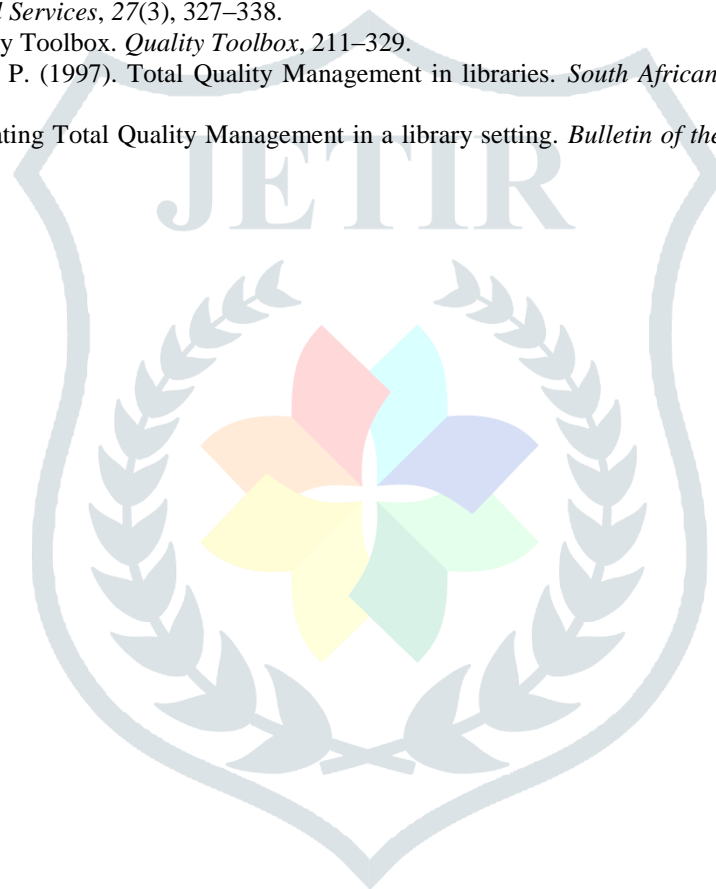 l Services, 27(3), 327–338.
y Toolbox. Quality Toolbox, 211–329.
P. (1997). Total Quality Management in libraries. South African
ating Total Quality Management in a library setting. Bulletin of the
JETIR